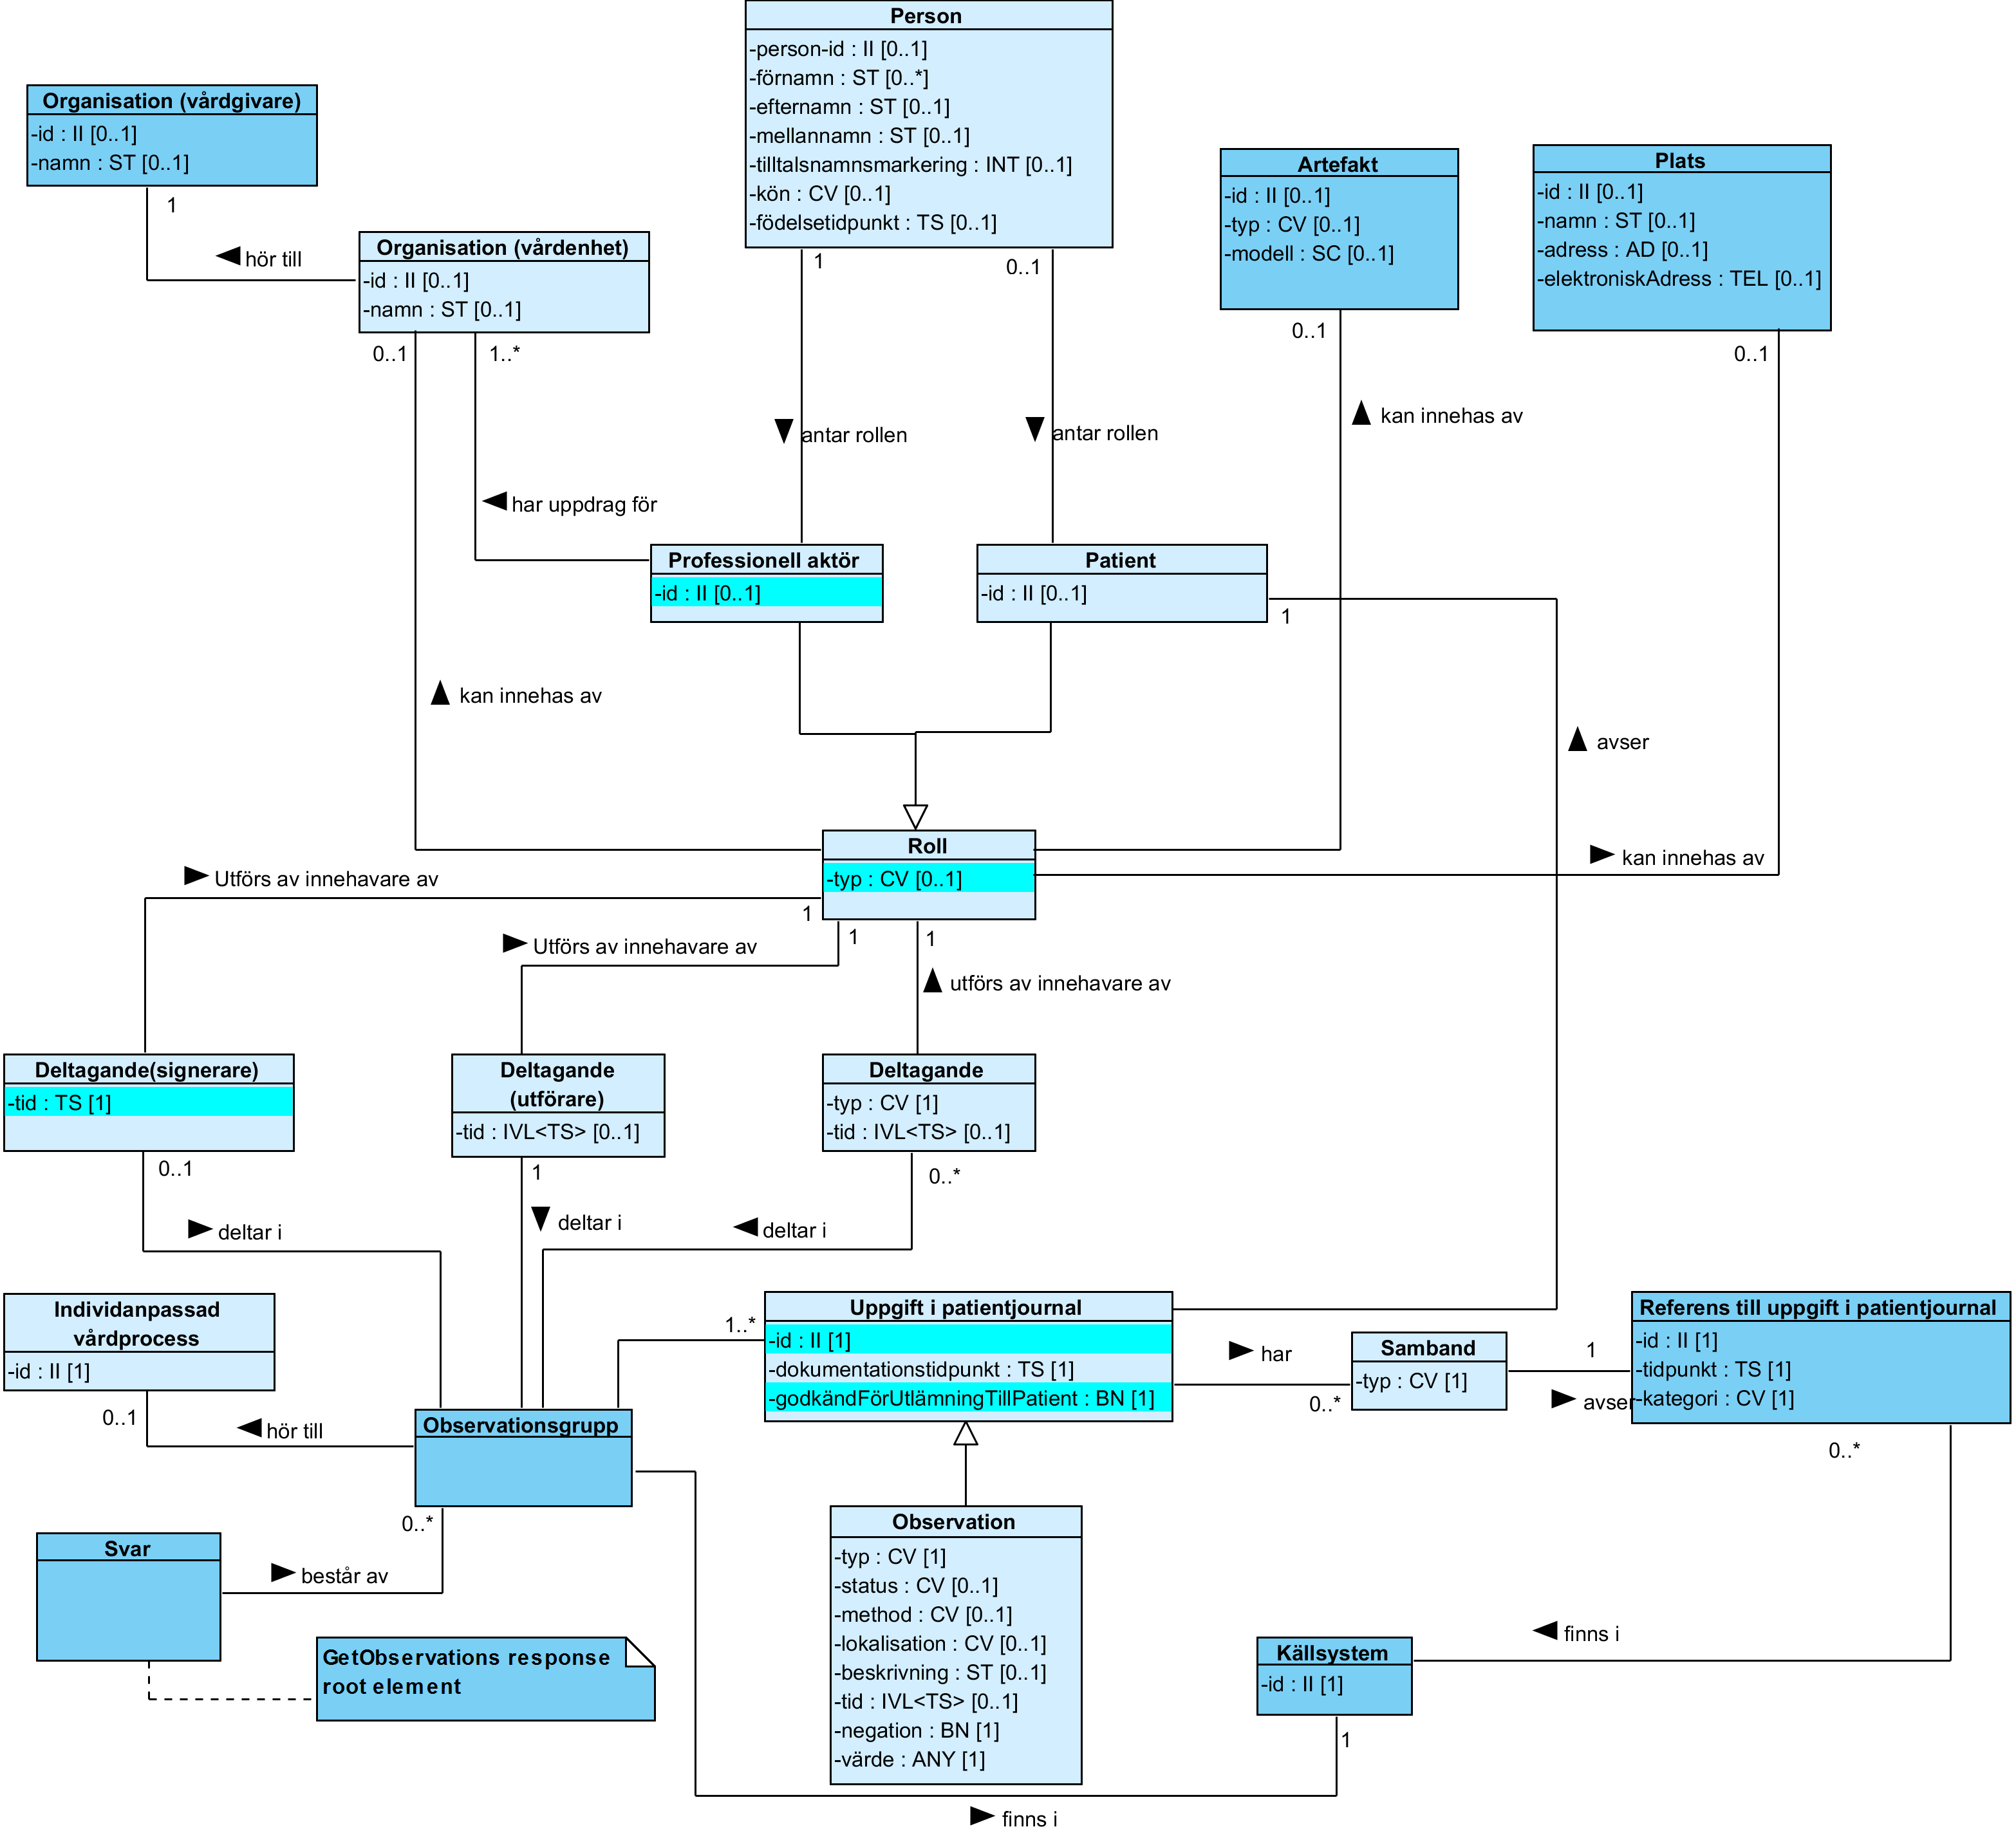 Person
-person-id : II [0..1]
-förnamn : ST [0..*]
-efternamn : ST [0..1]
-mellannamn : ST [0..1]
-tilltalsnamnsmarkering : INT [0..1]
-kön : CV [0..1]
-födelsetidpunkt : TS [0..1]
1
0..1
Organisation (vårdgivare)
-id : II [0..1]
-namn : ST [0..1]
1
hör till
Organisation (vårdenhet)
-id : II [0..1]
-namn : ST [0..1]
0..1
1..*
Artefakt
-id : II [0..1]
-typ : CV [0..1]
-modell : SC [0..1]
0..1
Plats
-id : II [0..1]
-namn : ST [0..1]
-adress : AD [0..1]
-elektroniskAdress : TEL [0..1]
0..1
antar rollen
antar rollen
kan innehas av
har uppdrag för
Professionell aktör
-id : II [0..1]
Patient
-id : II [0..1]
1
kan innehas av
avser
Roll
-typ : CV [0..1]
kan innehas av
Utförs av innehavare av
1
Utförs av innehavare av
1
1
utförs av innehavare av
Deltagande(signerare)
-tid : TS [1]
0..1
Deltagande
(utförare)
-tid : IVL<TS> [0..1]
1
Deltagande
-typ : CV [1]
-tid : IVL<TS> [0..1]
0..*
deltar i
deltar i
deltar i
Individanpassad
vårdprocess
-id : II [1]
0..1
hör till
1..*
Uppgift i patientjournal
-id : II [1]
-dokumentationstidpunkt : TS [1]
-godkändFörUtlämningTillPatient : BN [1]
har
0..*
Samband
-typ : CV [1]
1
avser
Referens till uppgift i patientjournal
-id : II [1]
-tidpunkt : TS [1]
-kategori : CV [1]
0..*
Observationsgrupp
0..*
Svar
består av
GetObservations response
root element
Observation
-typ : CV [1]
-status : CV [0..1]
-method : CV [0..1]
-lokalisation : CV [0..1]
-beskrivning : ST [0..1]
-tid : IVL<TS> [0..1]
-negation : BN [1]
-värde : ANY [1]
finns i
Källsystem
-id : II [1]
1
finns i